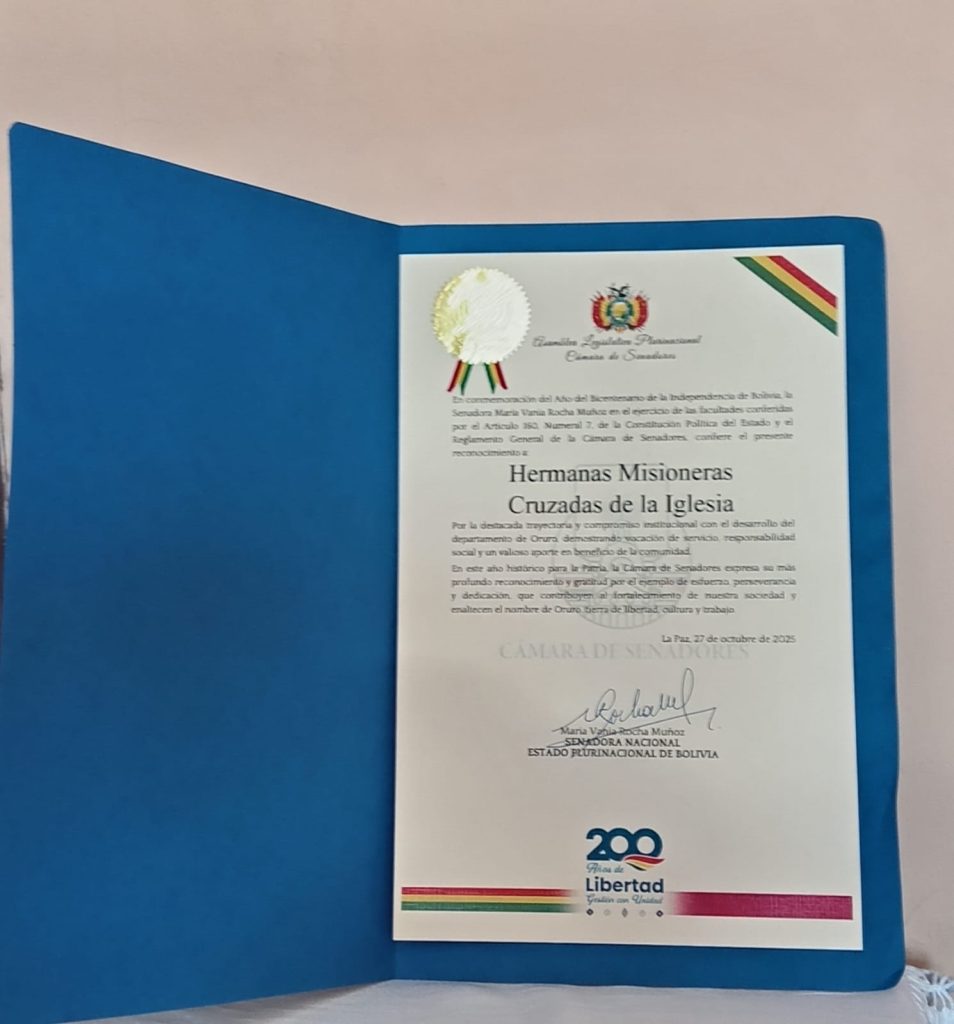 Asamblea Legislativa Plurinacional
Cámara de Senadores
En conmemoración del Año del Bicentenario de la Independencia de Bolivia, la
Senadora María Vania Rocha Muñoz en el ejercicio de las facultades conferidas
por el Artículo 160, Numeral 7, de la Constitución Política del Estado y el
Reglamento General de la Cámara de Senadores, confiere el presente
reconocimiento a:
Hermanas Misioneras
Cruzadas de la Iglesia
Por la destacada trayectoria y compromiso institucional con el desarrollo del
departamento de Oruro, demostrando vocación de servicio, responsabilidad
social y un valioso aporte en beneficio de la comunidad.
En este año histórico para la Patria, la Cámara de Senadores expresa su más
profundo reconocimiento y gratitud por el ejemplo de esfuerzo, perseverancia
y dedicación, que contribuyen al fortalecimiento de nuestra sociedad y
enaltecen el nombre de Oruro, tierra de libertad, cultura y trabajo.
La Paz, 27 de octubre de 2025
CÁMARA DE SENADORES
María Vania Rocha Muñoz
SENADORA NACIONAL
ESTADO PLURINACIONAL DE BOLIVIA
200
Años de
Libertad
Gestión con Unidad